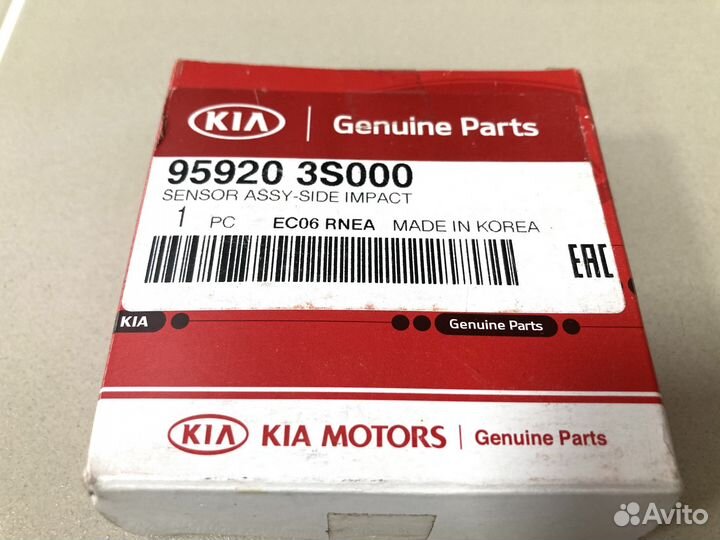 KIA | Genuine Parts
95920 3S000
SENSOR ASSY-SIDE IMPACT
1 PC EC06 RNEA MADE IN KOREA
EAC
KIA
Genuine Parts
KIA KIA MOTORS | Genuine Parts
Avito